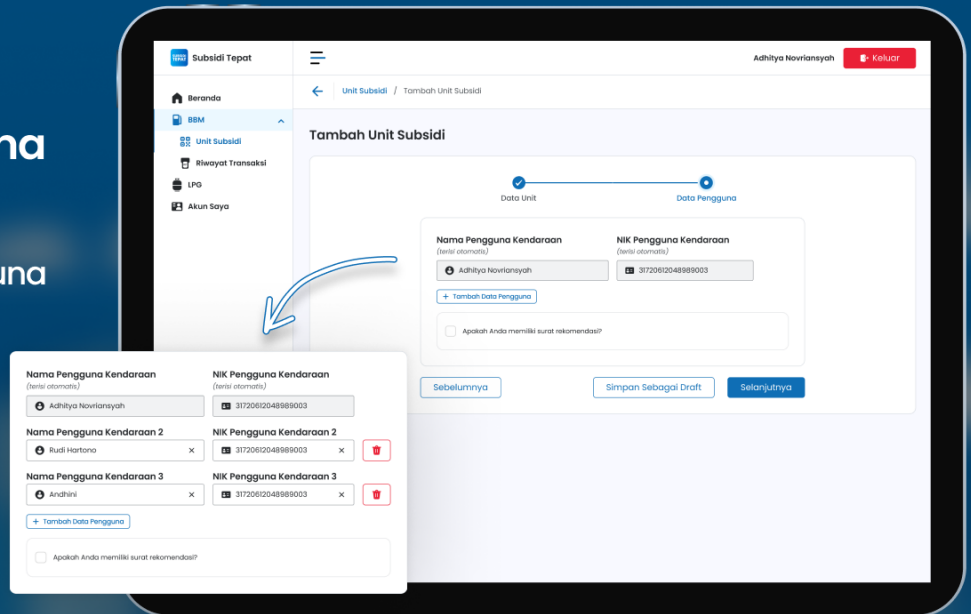 na
una
Subsidi Tepat
Adhitya Novriansyah
Keluar
Beranda
BBM
Unit Subsidi
Riwayat Transaksi
LPG
Akun Saya
Unit Subsidi / Tambah Unit Subsidi
Tambah Unit Subsidi
Data Unit
Data Pengguna
Nama Pengguna Kendaraan
(terisi otomatis)
Adhitya Novriansyah
NIK Pengguna Kendaraan
(terisi otomatis)
31720612048989003
+ Tambah Data Pengguna
Apakah Anda memiliki surat rekomendasi?
Sebelumnya
Simpan Sebagai Draft
Selanjutnya
Nama Pengguna Kendaraan
(terisi otomatis)
Adhitya Novriansyah
NIK Pengguna Kendaraan
(terisi otomatis)
31720612048989003
Nama Pengguna Kendaraan 2
Rudi Hartono
NIK Pengguna Kendaraan 2
31720612048989003
Nama Pengguna Kendaraan 3
Andhini
NIK Pengguna Kendaraan 3
31720612048989003
+ Tambah Data Pengguna
Apakah Anda memiliki surat rekomendasi?